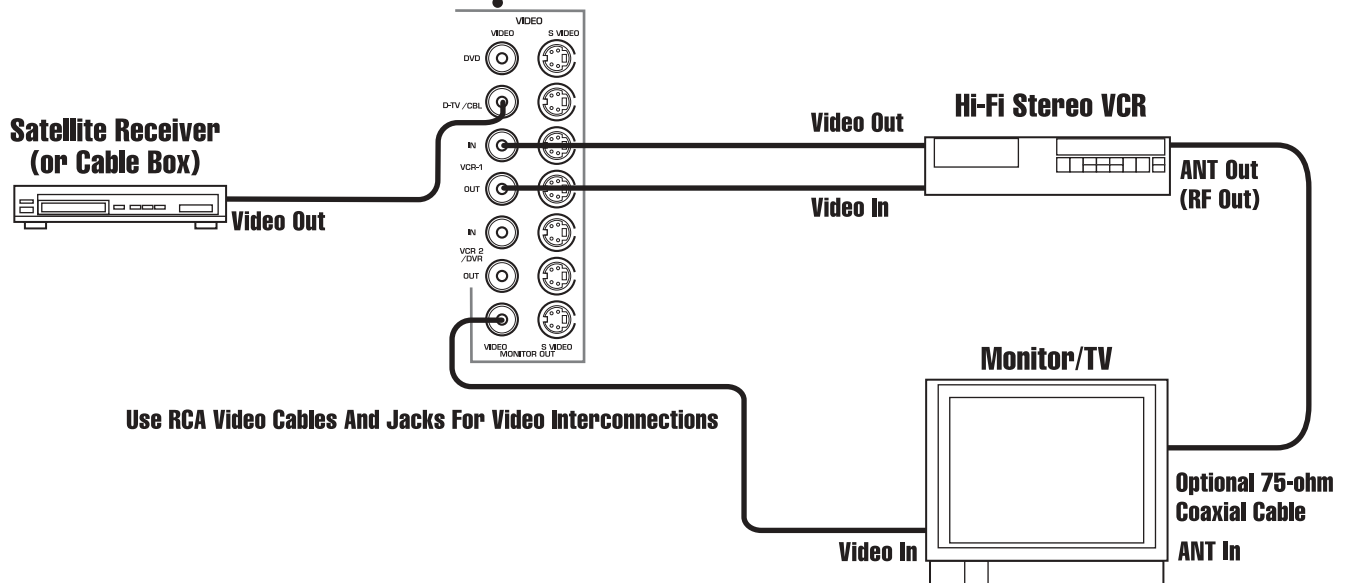 VIDEO
VIDEO S VIDEO
DVD
D-TV/CBL
IN
VCR-1
OUT
IN
VCR 2
/DVR
OUT
VIDEO S VIDEO
MONITOR OUT
Satellite Receiver
(or Cable Box)
Video Out
Hi-Fi Stereo VCR
Video Out
Video In
ANT Out
(RF Out)
Monitor/TV
Use RCA Video Cables And Jacks For Video Interconnections
Optional 75-ohm
Coaxial Cable
Video In
ANT In